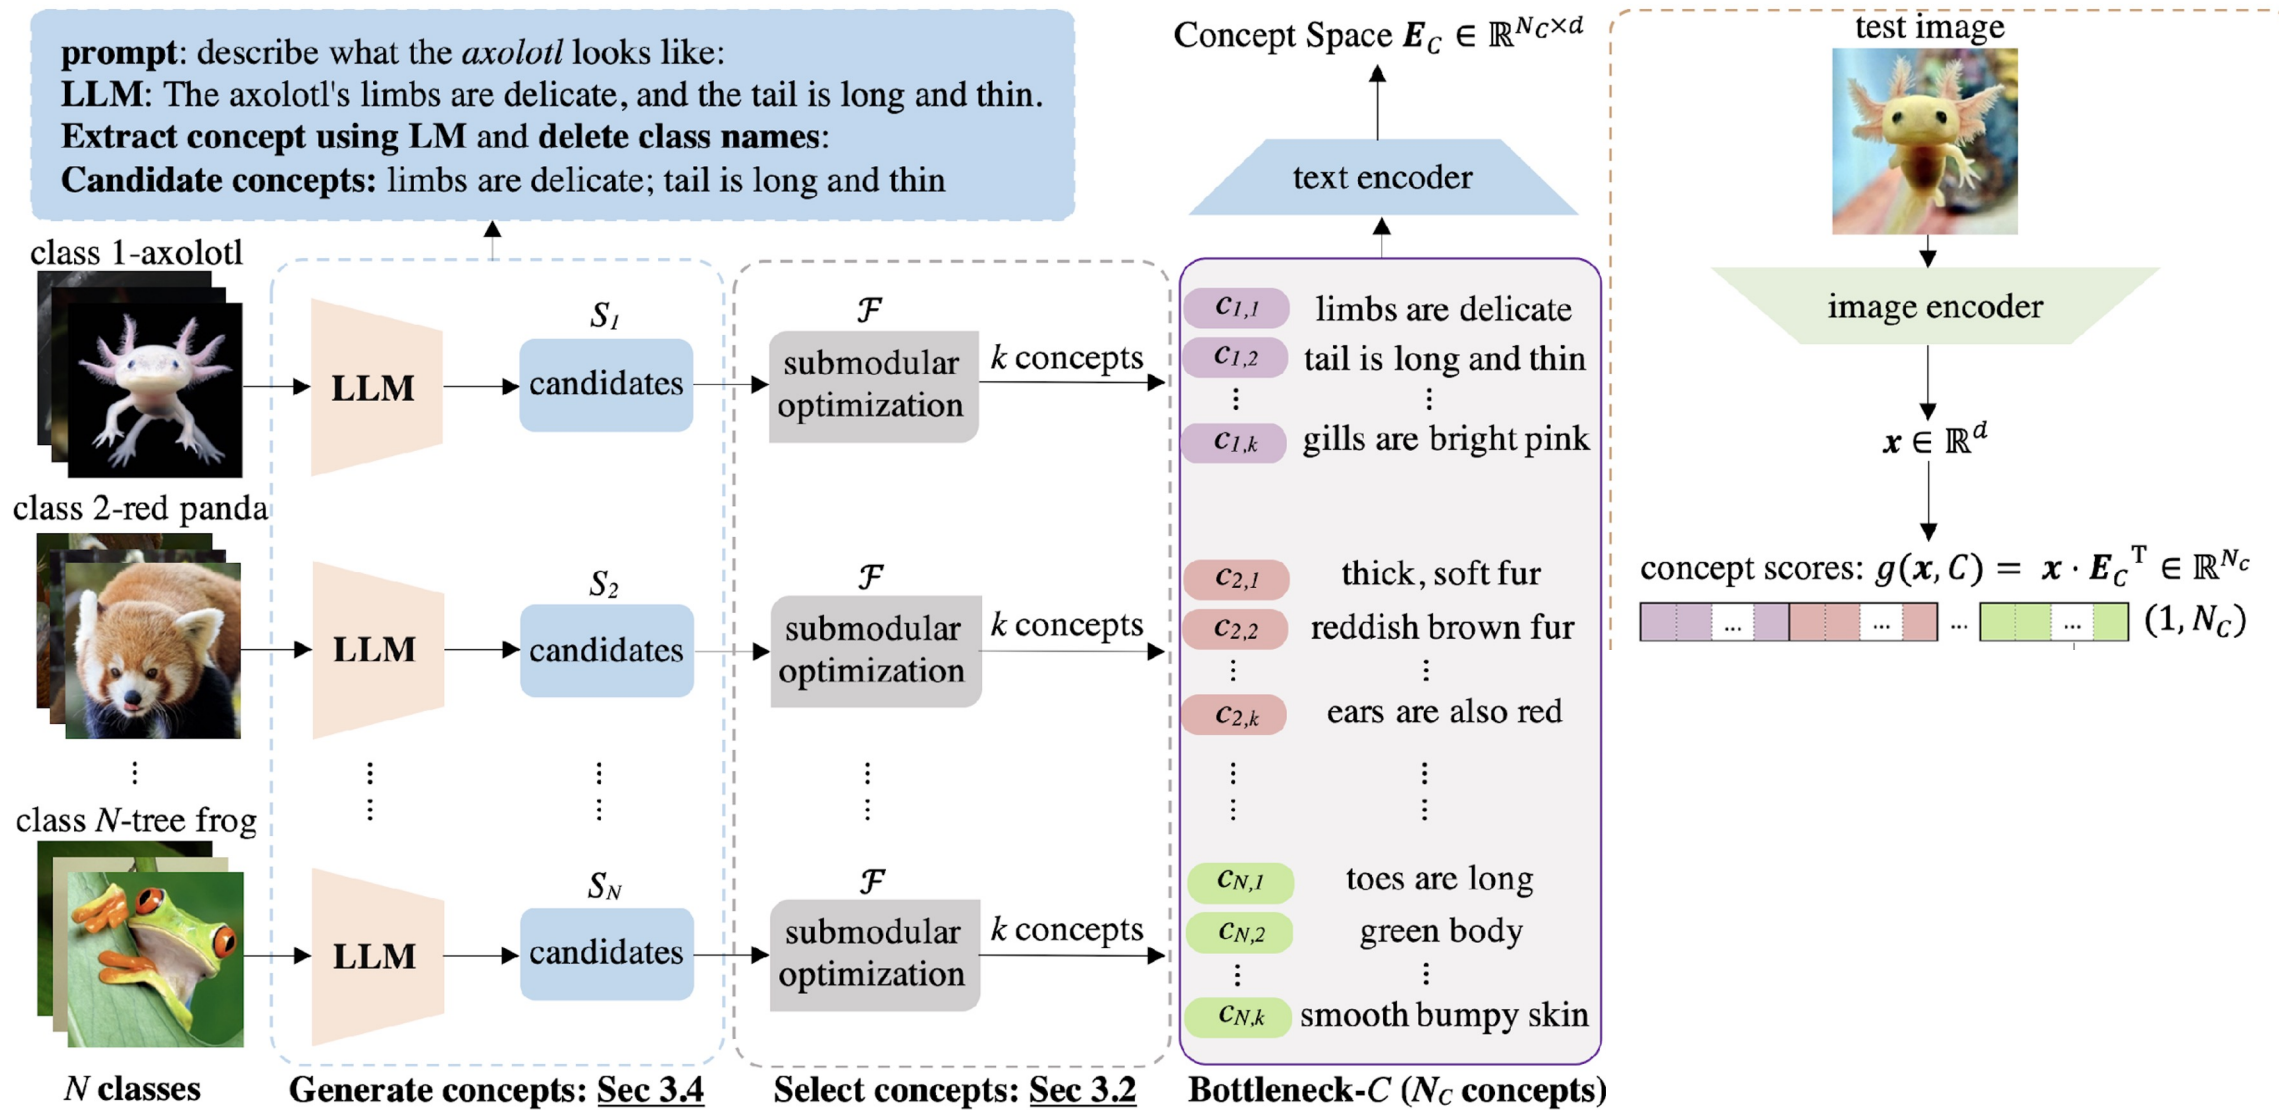 prompt: describe what the axolotl looks like:
LLM: The axolotl's limbs are delicate, and the tail is long and thin.
Extract concept using LM and delete class names:
Candidate concepts: limbs are delicate; tail is long and thin
class 1-axolotl
LLM
S₁
candidates
ℱ
submodular
optimization
k concepts
class 2-red panda
LLM
S₂
candidates
ℱ
submodular
optimization
k concepts
⋮
class N-tree frog
LLM
S_N
candidates
ℱ
submodular
optimization
k concepts
N classes
Generate concepts: Sec 3.4
Select concepts: Sec 3.2
Concept Space E_C ∈ ℝ^{N_C×d}
text encoder
c_{1,1} limbs are delicate
c_{1,2} tail is long and thin
⋮ ⋮
c_{1,k} gills are bright pink
c_{2,1} thick, soft fur
c_{2,2} reddish brown fur
⋮ ⋮
c_{2,k} ears are also red
⋮ ⋮
c_{N,1} toes are long
c_{N,2} green body
⋮ ⋮
c_{N,k} smooth bumpy skin
Bottleneck-C (N_C concepts)
test image
image encoder
x ∈ ℝ^d
concept scores: g(x, C) = x · E_C^T ∈ ℝ^{N_C}
... ... ... ... (1, N_C)